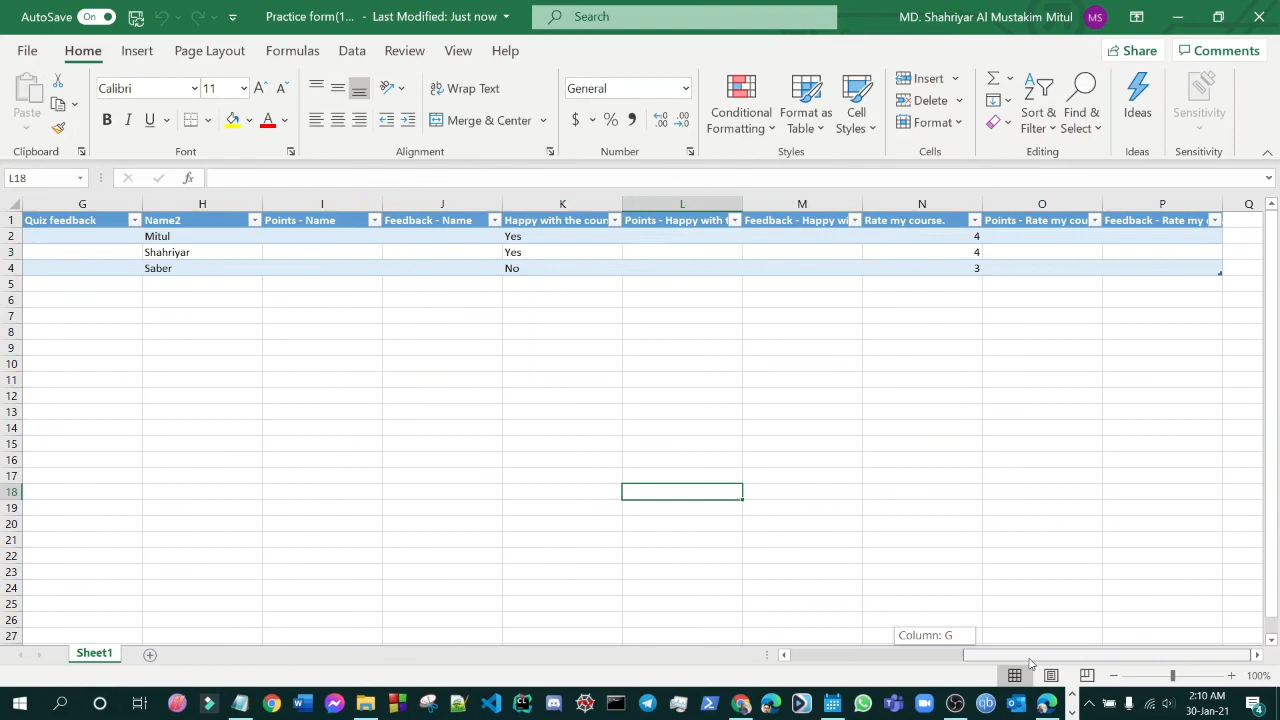 AutoSave On Practice form(1... - Last Modified: Just now Search MD. Shahriyar Al Mustakim Mitul MS
File Home Insert Page Layout Formulas Data Review View Help Share Comments
Paste Calibri 11 A A Wrap Text General Conditional Formatting Format as Table Cell Styles Insert Sort & Filter Find & Select Ideas Sensitivity
Delete
B I U A Merge & Center $ % Format
Clipboard Font Alignment Number Styles Cells Editing Ideas Sensitivity
L18 fx
G H I J K L M N O P Q
1 Quiz feedback Name2 Points - Name Feedback - Name Happy with the cour Points - Happy with t Feedback - Happy wi Rate my course. Points - Rate my cou Feedback - Rate my
2 Mitul Yes 4
3 Shahriyar Yes 4
4 Saber No 3
5
6
7
8
9
10
11
12
13
14
15
16
17
18
19
20
21
22
23
24
25
26
27
Column: G
Sheet1
100%
2:10 AM
30-Jan-21
4